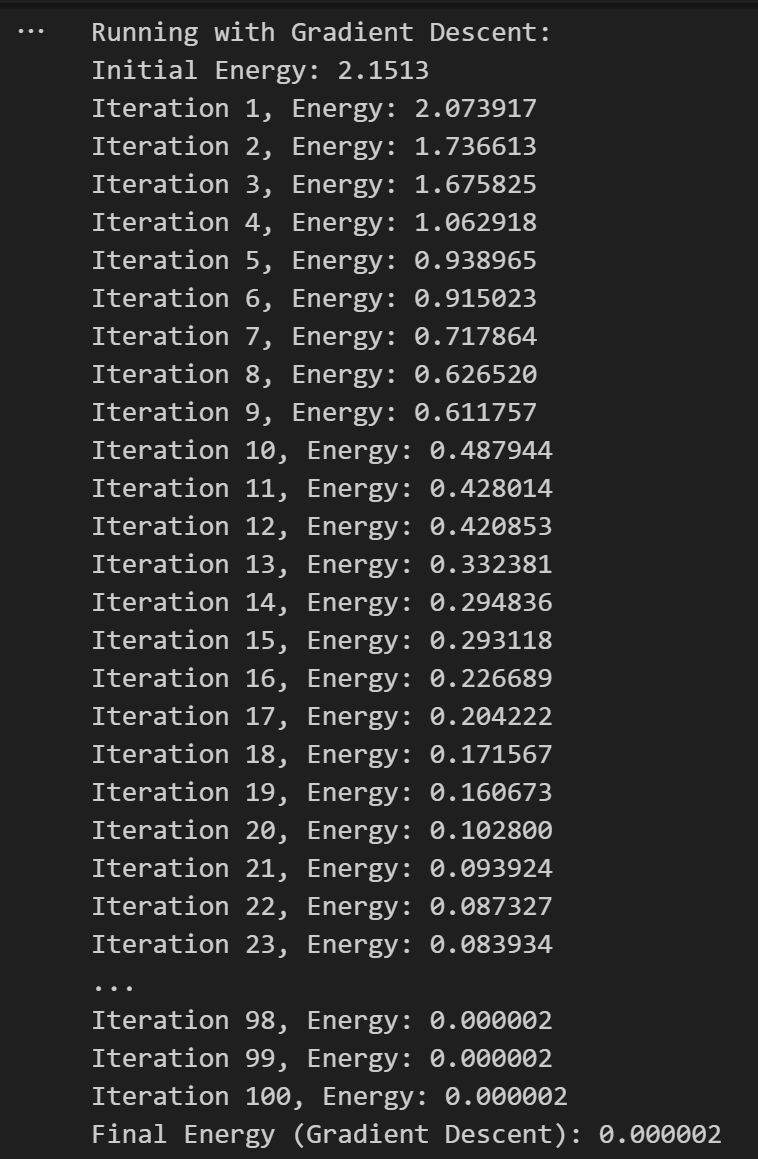 ... Running with Gradient Descent:
Initial Energy: 2.1513
Iteration 1, Energy: 2.073917
Iteration 2, Energy: 1.736613
Iteration 3, Energy: 1.675825
Iteration 4, Energy: 1.062918
Iteration 5, Energy: 0.938965
Iteration 6, Energy: 0.915023
Iteration 7, Energy: 0.717864
Iteration 8, Energy: 0.626520
Iteration 9, Energy: 0.611757
Iteration 10, Energy: 0.487944
Iteration 11, Energy: 0.428014
Iteration 12, Energy: 0.420853
Iteration 13, Energy: 0.332381
Iteration 14, Energy: 0.294836
Iteration 15, Energy: 0.293118
Iteration 16, Energy: 0.226689
Iteration 17, Energy: 0.204222
Iteration 18, Energy: 0.171567
Iteration 19, Energy: 0.160673
Iteration 20, Energy: 0.102800
Iteration 21, Energy: 0.093924
Iteration 22, Energy: 0.087327
Iteration 23, Energy: 0.083934
...
Iteration 98, Energy: 0.000002
Iteration 99, Energy: 0.000002
Iteration 100, Energy: 0.000002
Final Energy (Gradient Descent): 0.000002